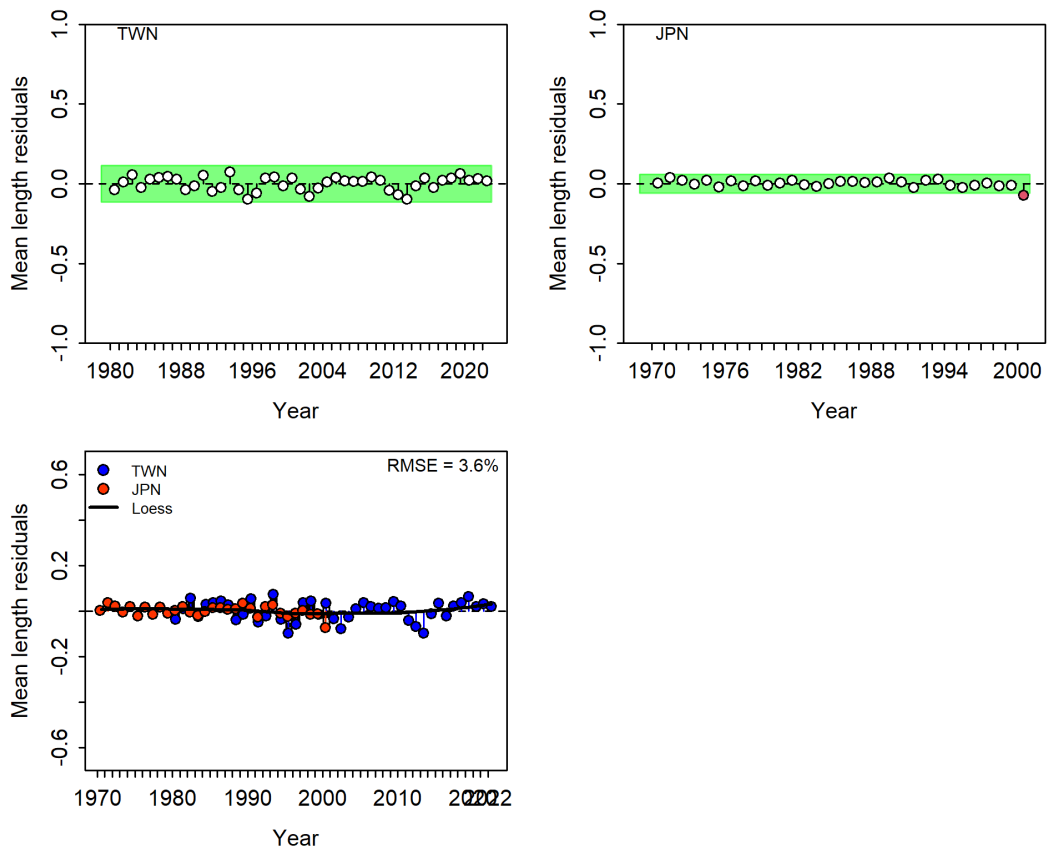 TWN
Mean length residuals
1.0
0.5
0.0
-0.5
-1.0
1980 1988 1996 2004 2012 2020
Year
JPN
Mean length residuals
1.0
0.5
0.0
-0.5
-1.0
1970 1976 1982 1988 1994 2000
Year
TWN
JPN
Loess
RMSE = 3.6%
Mean length residuals
0.6
0.2
-0.2
-0.6
1970 1980 1990 2000 2010 2020 2022
Year